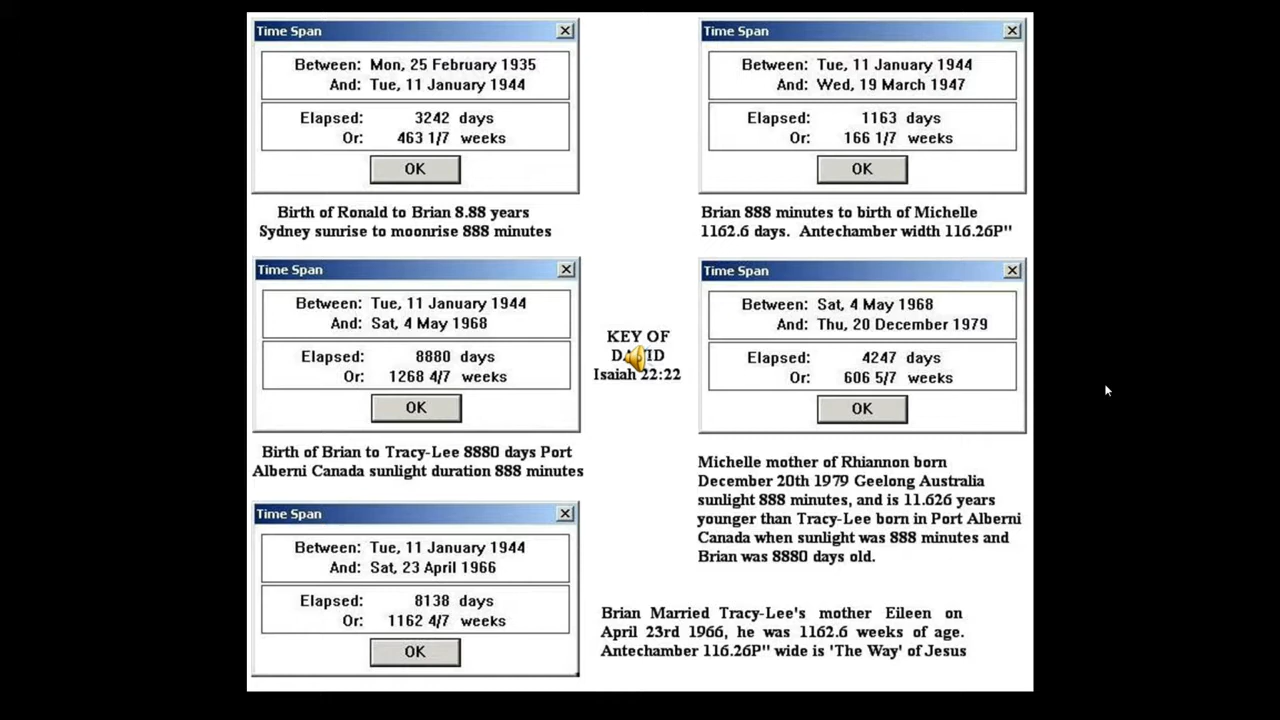 Time Span
Between: Mon, 25 February 1935
And: Tue, 11 January 1944
Elapsed: 3242 days
Or: 463 1/7 weeks
OK
Birth of Ronald to Brian 8.88 years
Sydney sunrise to moonrise 888 minutes
Time Span
Between: Tue, 11 January 1944
And: Wed, 19 March 1947
Elapsed: 1163 days
Or: 166 1/7 weeks
OK
Brian 888 minutes to birth of Michelle
1162.6 days. Antechamber width 116.26P"
Time Span
Between: Tue, 11 January 1944
And: Sat, 4 May 1968
Elapsed: 8880 days
Or: 1268 4/7 weeks
OK
Birth of Brian to Tracy-Lee 8880 days Port
Alberni Canada sunlight duration 888 minutes
KEY OF
DAVID
Isaiah 22:22
Time Span
Between: Sat, 4 May 1968
And: Thu, 20 December 1979
Elapsed: 4247 days
Or: 606 5/7 weeks
OK
Michelle mother of Rhiannon born
December 20th 1979 Geelong Australia
sunlight 888 minutes, and is 11.626 years
younger than Tracy-Lee born in Port Alberni
Canada when sunlight was 888 minutes and
Brian was 8880 days old.
Time Span
Between: Tue, 11 January 1944
And: Sat, 23 April 1966
Elapsed: 8138 days
Or: 1162 4/7 weeks
OK
Brian Married Tracy-Lee's mother Eileen on
April 23rd 1966, he was 1162.6 weeks of age.
Antechamber 116.26P" wide is 'The Way' of Jesus